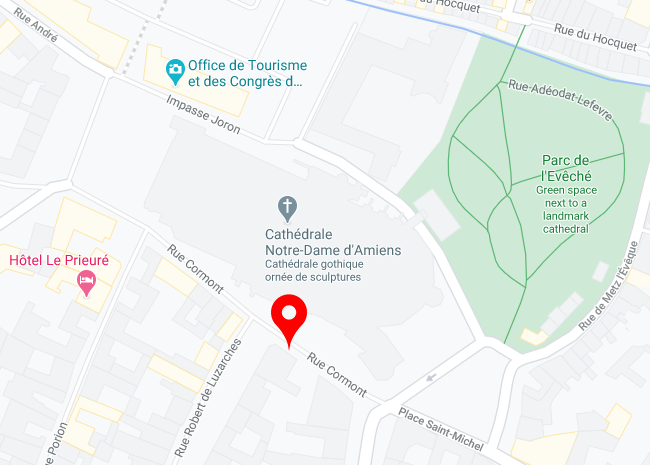 du Hocquet
Rue du Hocquet
Rue André
Office de Tourisme
et des Congrès d...
Impasse Joron
Rue-Adéodat-Lefevre
Parc de
l'Evêché
Green space
next to a
landmark
cathedral
Cathédrale
Notre-Dame d'Amiens
Cathédrale gothique
ornée de sculptures
Rue Cormont
Hôtel Le Prieuré
Rue de Metz l'Évêque
Rue Cormont
Rue Robert de Luzarches
Place Saint-Michel
e Porion